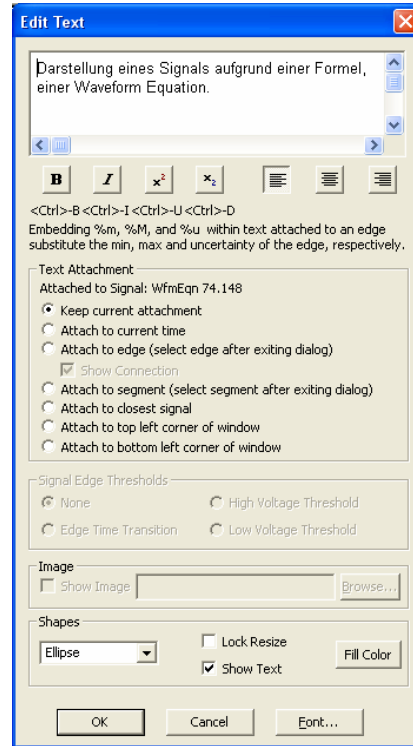 Edit Text
Darstellung eines Signals aufgrund einer Formel,
einer Waveform Equation.
B I x² x₂
<Ctrl>-B <Ctrl>-I <Ctrl>-U <Ctrl>-D
Embedding %m, %M, and %u within text attached to an edge
substitute the min, max and uncertainty of the edge, respectively.
Text Attachment
Attached to Signal: WfmEqn 74.148
Keep current attachment
Attach to current time
Attach to edge (select edge after exiting dialog)
Show Connection
Attach to segment (select segment after exiting dialog)
Attach to closest signal
Attach to top left corner of window
Attach to bottom left corner of window
Signal Edge Thresholds
None High Voltage Threshold
Edge Time Transition Low Voltage Threshold
Image
Show Image Browse...
Shapes
Lock Resize
Ellipse Fill Color
Show Text
OK Cancel Font...